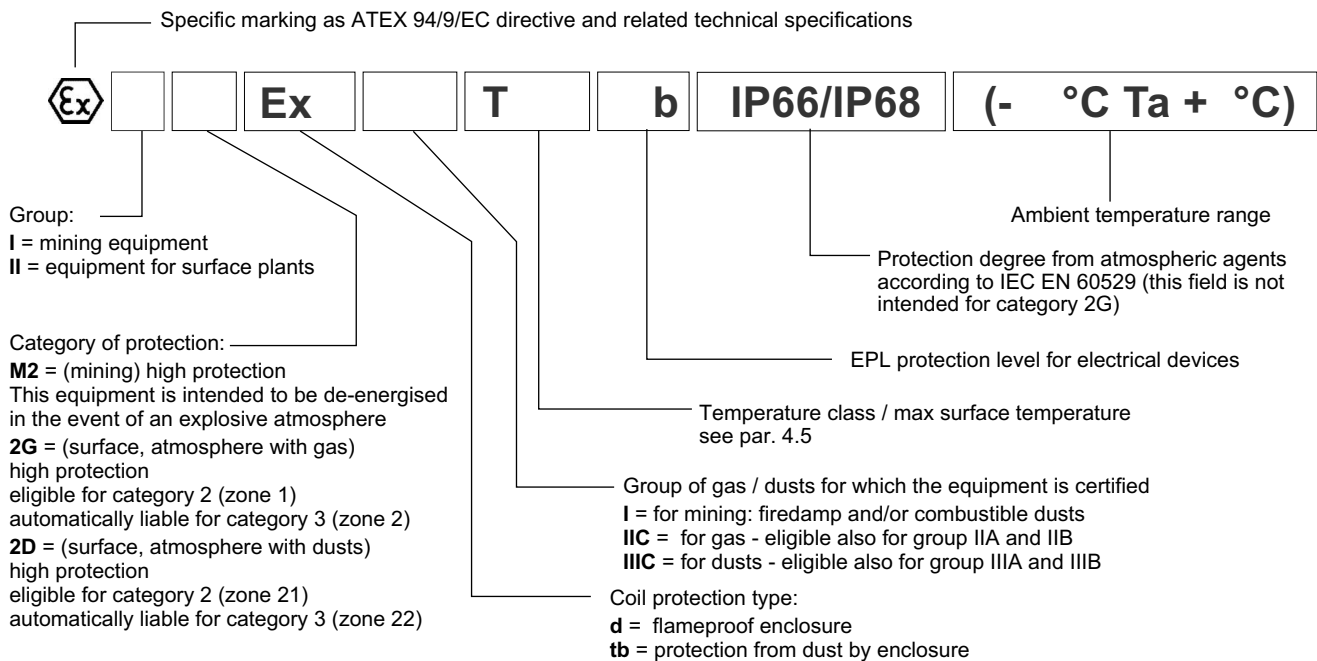 Specific marking as ATEX 94/9/EC directive and related technical specifications
Ex Ex T b IP66/IP68 (- °C Ta + °C)
Group:
I = mining equipment
II = equipment for surface plants
Ambient temperature range
Protection degree from atmospheric agents
according to IEC EN 60529 (this field is not
intended for category 2G)
Category of protection:
M2 = (mining) high protection
This equipment is intended to be de-energised
in the event of an explosive atmosphere
2G = (surface, atmosphere with gas)
high protection
eligible for category 2 (zone 1)
automatically liable for category 3 (zone 2)
2D = (surface, atmosphere with dusts)
high protection
eligible for category 2 (zone 21)
automatically liable for category 3 (zone 22)
EPL protection level for electrical devices
Temperature class / max surface temperature
see par. 4.5
Group of gas / dusts for which the equipment is certified
I = for mining: firedamp and/or combustible dusts
IIC = for gas - eligible also for group IIA and IIB
IIIC = for dusts - eligible also for group IIIA and IIIB
Coil protection type:
d = flameproof enclosure
tb = protection from dust by enclosure